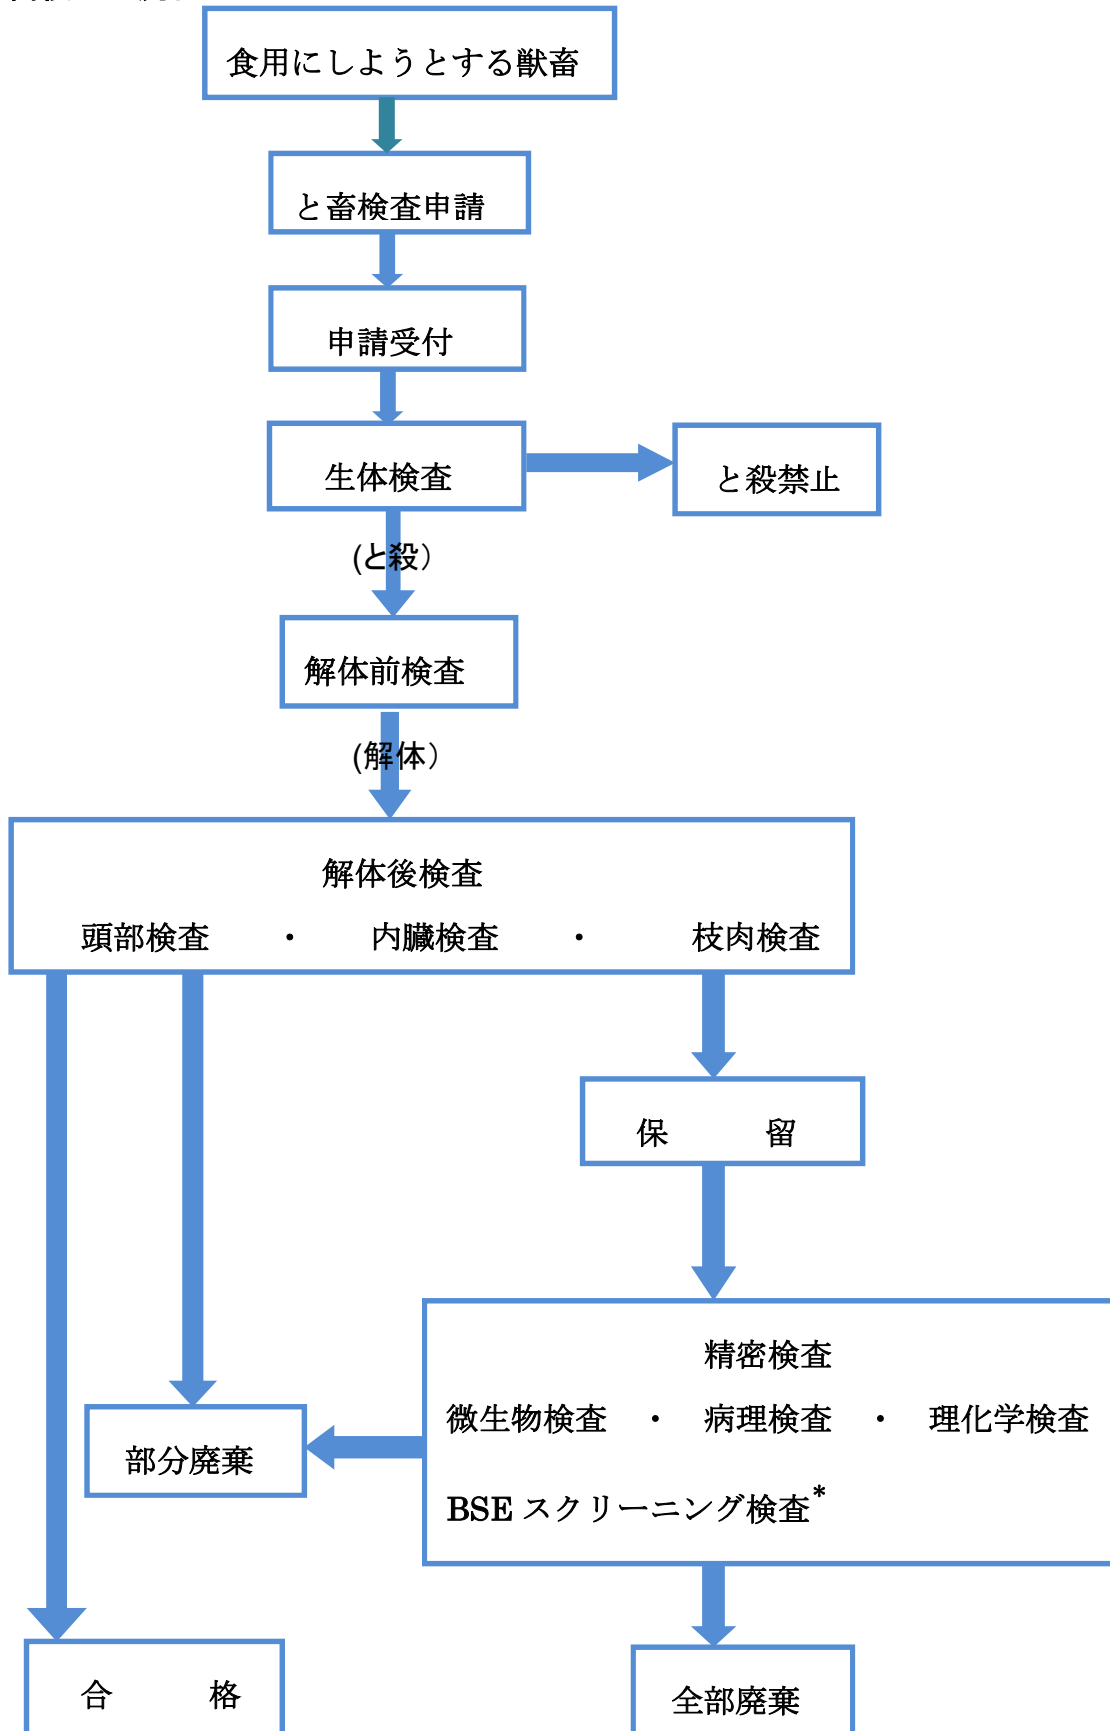 食用にしようとする獣畜
と畜検査申請
申請受付
生体検査
と殺禁止
(と殺）
解体前検査
(解体）
解体後検査
頭部検査 ・ 内臓検査 ・ 枝肉検査
保 留
精密検査
微生物検査 ・ 病理検査 ・ 理化学検査
部分廃棄
BSE スクリーニング検査*
合 格
全部廃棄